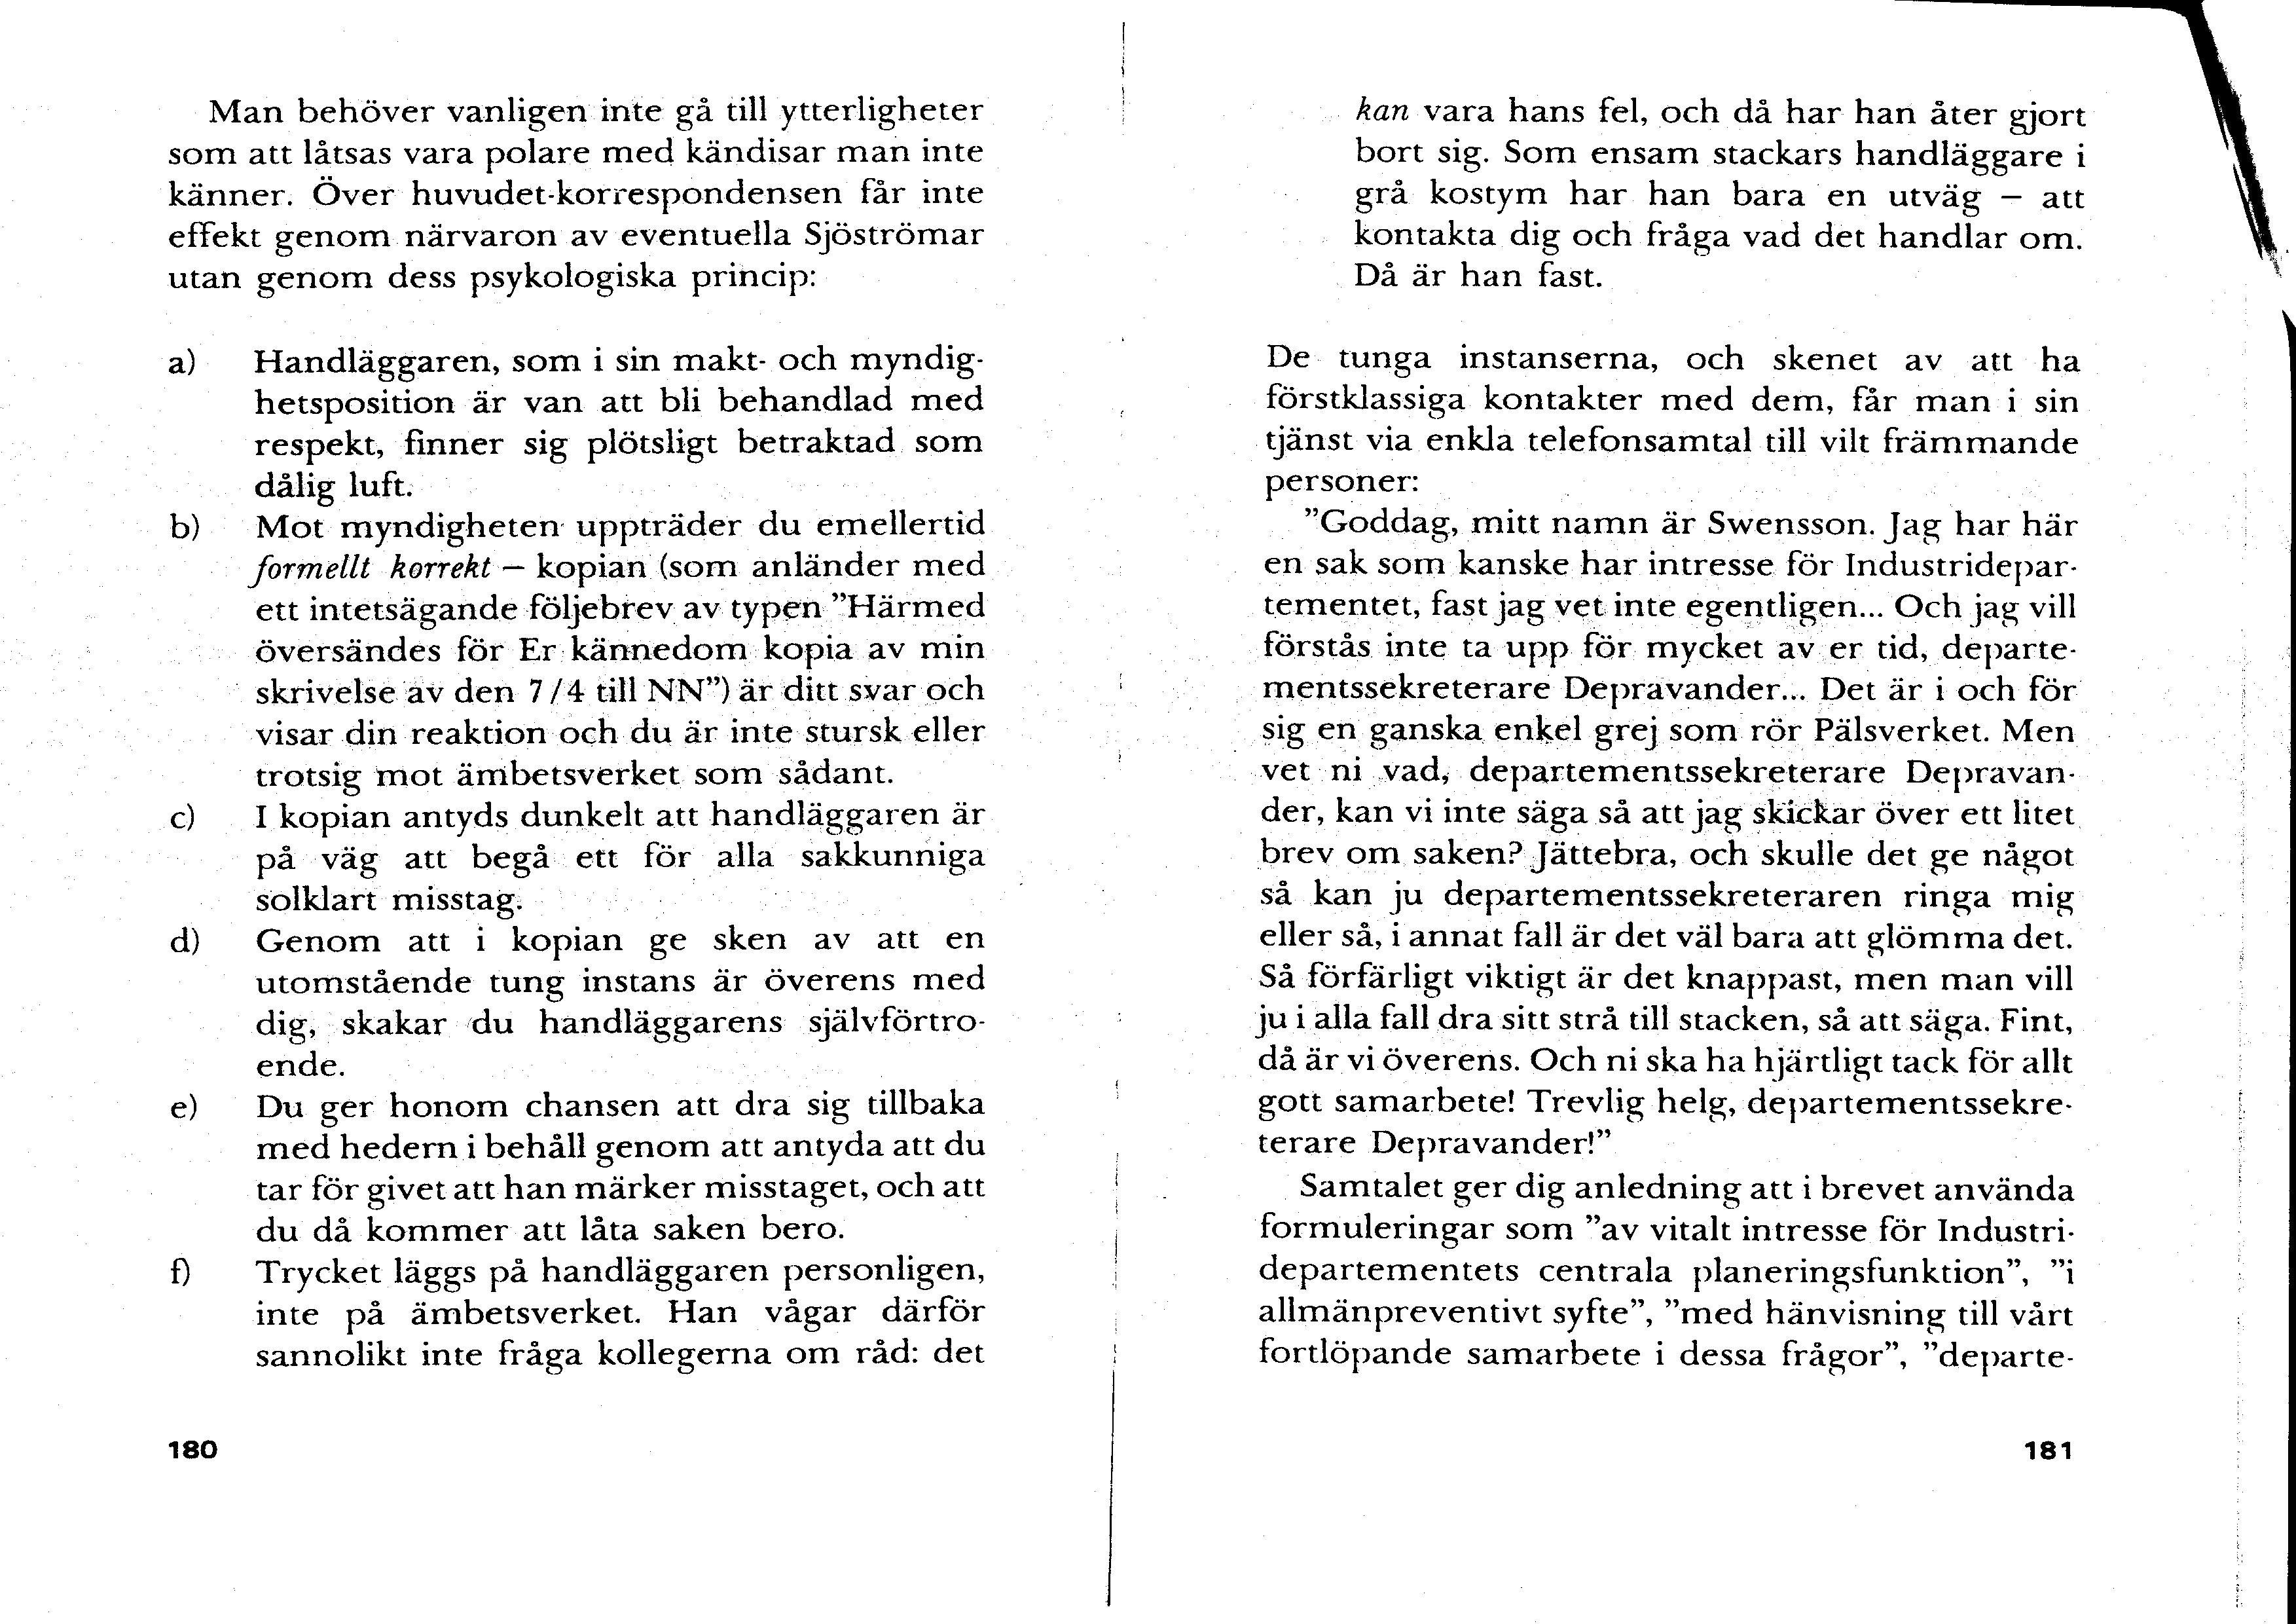 Man behöver vanligen inte gå till ytterligheter
som att låtsas vara polare med kändisar man inte
känner. Över huvudet-korrespondensen får inte
effekt genom närvaron av eventuella Sjöströmar
utan genom dess psykologiska princip:
a) Handläggaren, som i sin makt- och myndig-
hetsposition är van att bli behandlad med
respekt, finner sig plötsligt betraktad som
dålig luft.
b) Mot myndigheten uppträder du emellertid
formellt korrekt – kopian (som anländer med
ett intetsägande följebrev av typen ”Härmed
översändes för Er kännedom kopia av min
skrivelse av den 7/4 till NN”) är ditt svar och
visar din reaktion och du är inte stursk eller
trotsig mot ämbetsverket som sådant.
c) I kopian antyds dunkelt att handläggaren är
på väg att begå ett för alla sakkunniga
solklart misstag.
d) Genom att i kopian ge sken av att en
utomstående tung instans är överens med
dig, skakar du handläggarens självförtro-
ende.
e) Du ger honom chansen att dra sig tillbaka
med hedern i behåll genom att antyda att du
tar för givet att han märker misstaget, och att
du då kommer att låta saken bero.
f) Trycket läggs på handläggaren personligen,
inte på ämbetsverket. Han vågar därför
sannolikt inte fråga kollegerna om råd: det
180
kan vara hans fel, och då har han åter gjort
bort sig. Som ensam stackars handläggare i
grå kostym har han bara en utväg – att
kontakta dig och fråga vad det handlar om.
Då är han fast.
De tunga instanserna, och skenet av att ha
förstklassiga kontakter med dem, får man i sin
tjänst via enkla telefonsamtal till vilt främmande
personer:
”Goddag, mitt namn är Swensson. Jag har här
en sak som kanske har intresse för Industridepar-
tementet, fast jag vet inte egentligen... Och jag vill
förstås inte ta upp för mycket av er tid, departe-
mentssekreterare Depravander... Det är i och för
sig en ganska enkel grej som rör Pälsverket. Men
vet ni vad, departementssekreterare Depravan-
der, kan vi inte säga så att jag skickar över ett litet
brev om saken? Jättebra, och skulle det ge något
så kan ju departementssekreteraren ringa mig
eller så, i annat fall är det väl bara att glömma det.
Så förfärligt viktigt är det knappast, men man vill
ju i alla fall dra sitt strå till stacken, så att säga. Fint,
då är vi överens. Och ni ska ha hjärtligt tack för allt
gott samarbete! Trevlig helg, departementssekre-
terare Depravander!”
Samtalet ger dig anledning att i brevet använda
formuleringar som ”av vitalt intresse för Industri-
departementets centrala planeringsfunktion”, ”i
allmänpreventivt syfte”, ”med hänvisning till vårt
fortlöpande samarbete i dessa frågor”, ”departe-
181